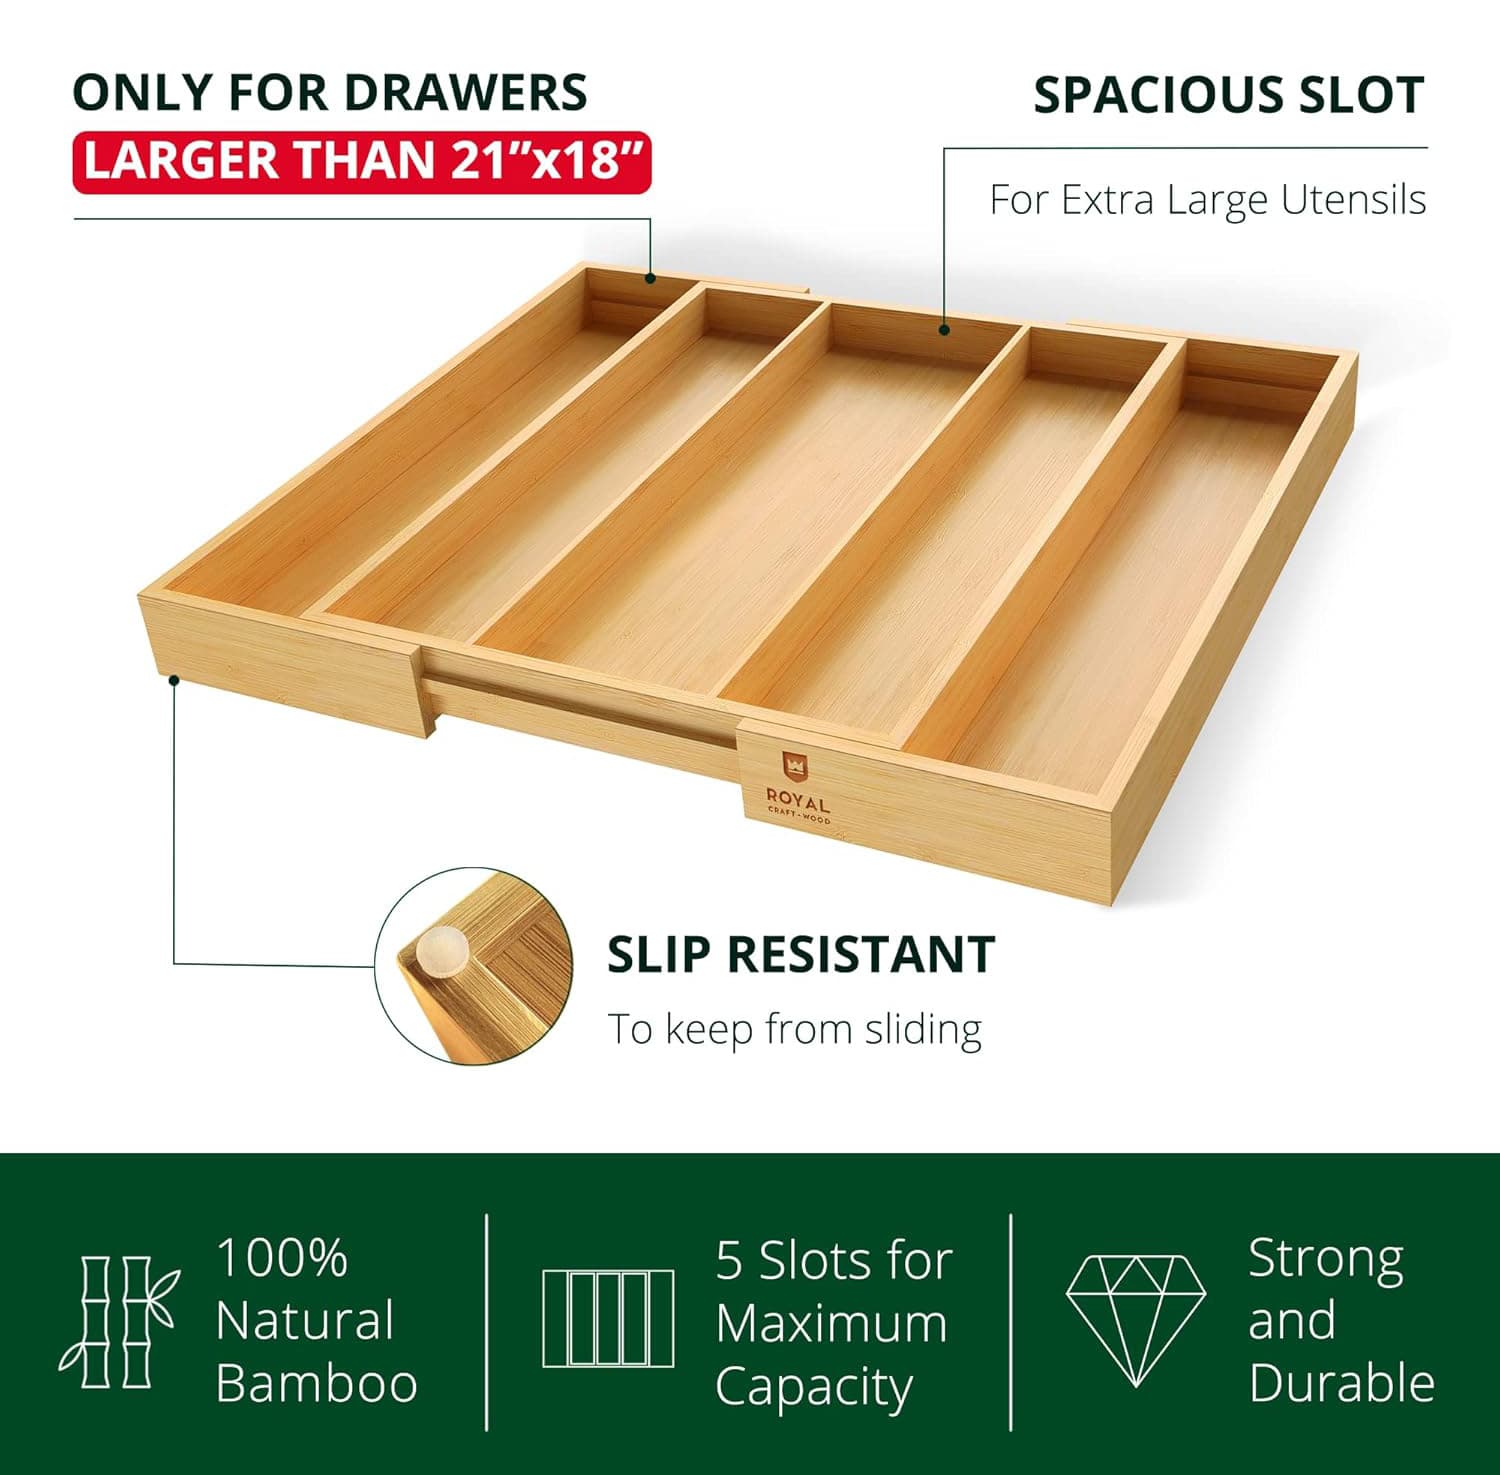 ONLY FOR DRAWERS
LARGER THAN 21”x18”
SPACIOUS SLOT
For Extra Large Utensils
ROYAL
CRAFT-WOOD
SLIP RESISTANT
To keep from sliding
100%
Natural
Bamboo
5 Slots for
Maximum
Capacity
Strong
and
Durable